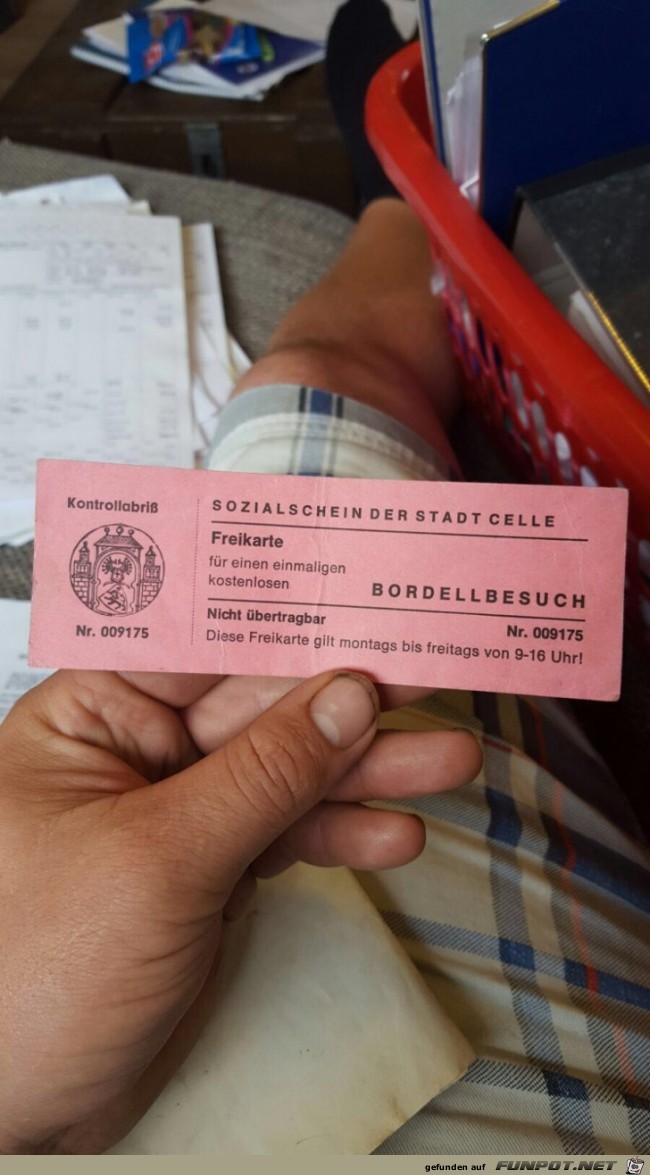 Kontrollabriß
Nr. 009175
SOZIALSCHEIN DER STADT CELLE
Freikarte
für einen einmaligen
kostenlosen
BORDELLBESUCH
Nicht übertragbar
Nr. 009175
Diese Freikarte gilt montags bis freitags von 9-16 Uhr!
gefunden auf FUNPOT.NET